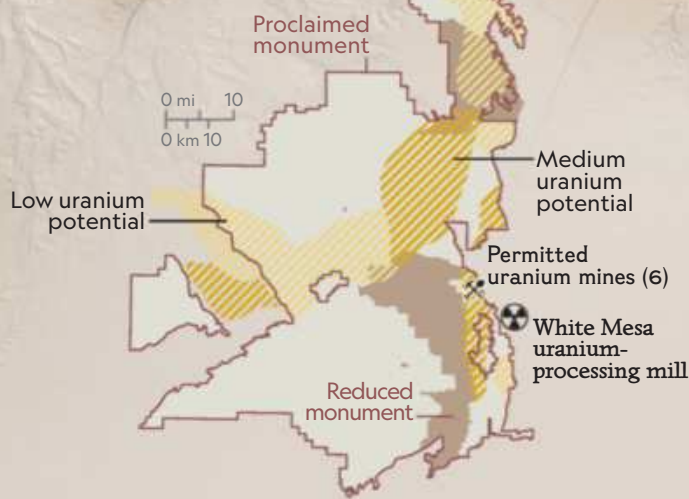 Proclaimed
monument
0 mi 10
0 km 10
Medium
uranium
potential
Low uranium
potential
Permitted
uranium mines (6)
White Mesa
uranium-
processing mill
Reduced
monument